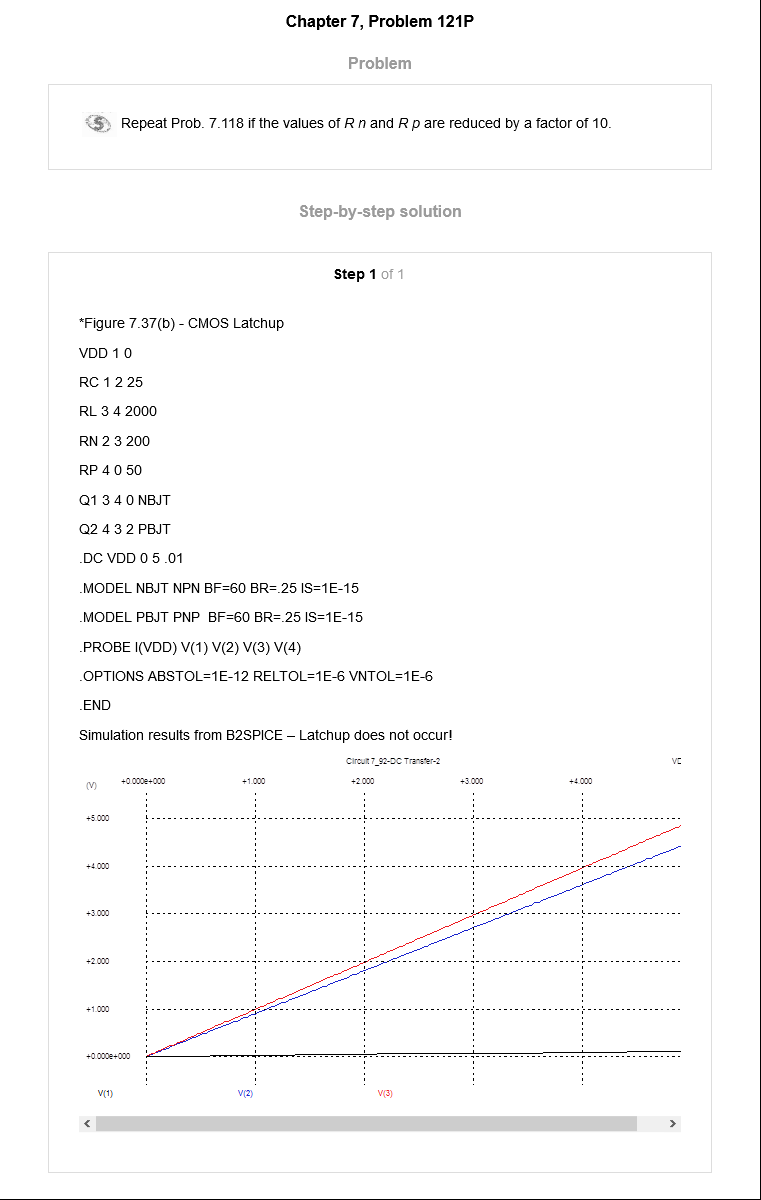 Chapter 7, Problem 121P
Problem
Repeat Prob. 7.118 if the values of R n and R p are reduced by a factor of 10.
Step-by-step solution
Step 1 of 1
*Figure 7.37(b) - CMOS Latchup
VDD 1 0
RC 1 2 25
RL 3 4 2000
RN 2 3 200
RP 4 0 50
Q1 3 4 0 NBJT
Q2 4 3 2 PBJT
.DC VDD 0 5 .01
.MODEL NBJT NPN BF=60 BR=.25 IS=1E-15
.MODEL PBJT PNP  BF=60 BR=.25 IS=1E-15
.PROBE I(VDD) V(1) V(2) V(3) V(4)
.OPTIONS ABSTOL=1E-12 RELTOL=1E-6 VNTOL=1E-6
.END
Simulation results from B2SPICE – Latchup does not occur!
Circuit 7_92-DC Transfer-2 VD
(V) +0.000e+000 +1.000 +2.000 +3.000 +4.000
+5.000
+4.000
+3.000
+2.000
+1.000
+0.000e+000
V(1) V(2) V(3)